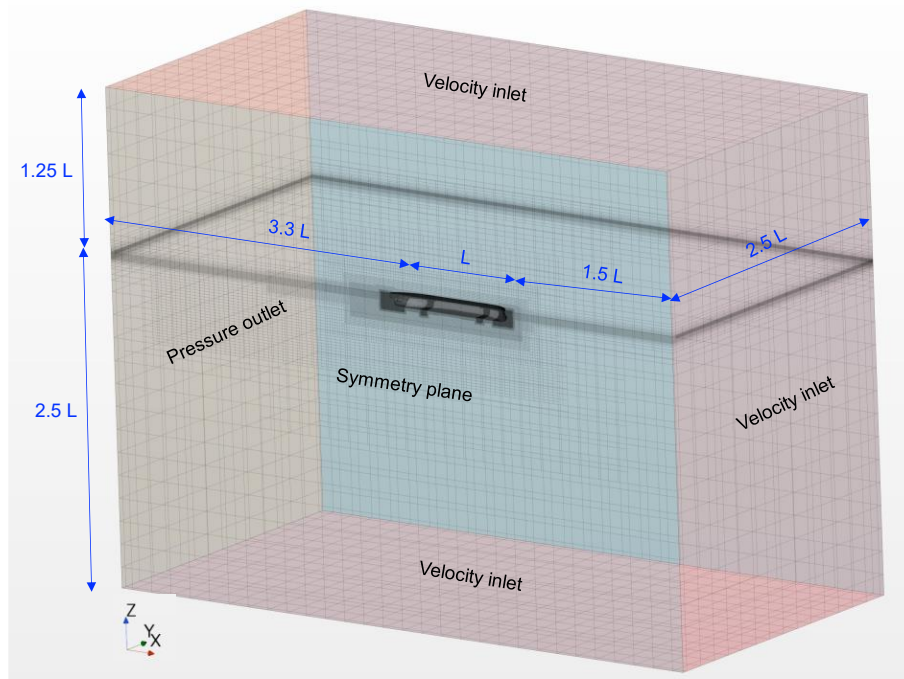 Velocity inlet
1.25 L
3.3 L
L
1.5 L
2.5 L
Pressure outlet
Symmetry plane
Velocity inlet
2.5 L
Velocity inlet
Z
Y
X